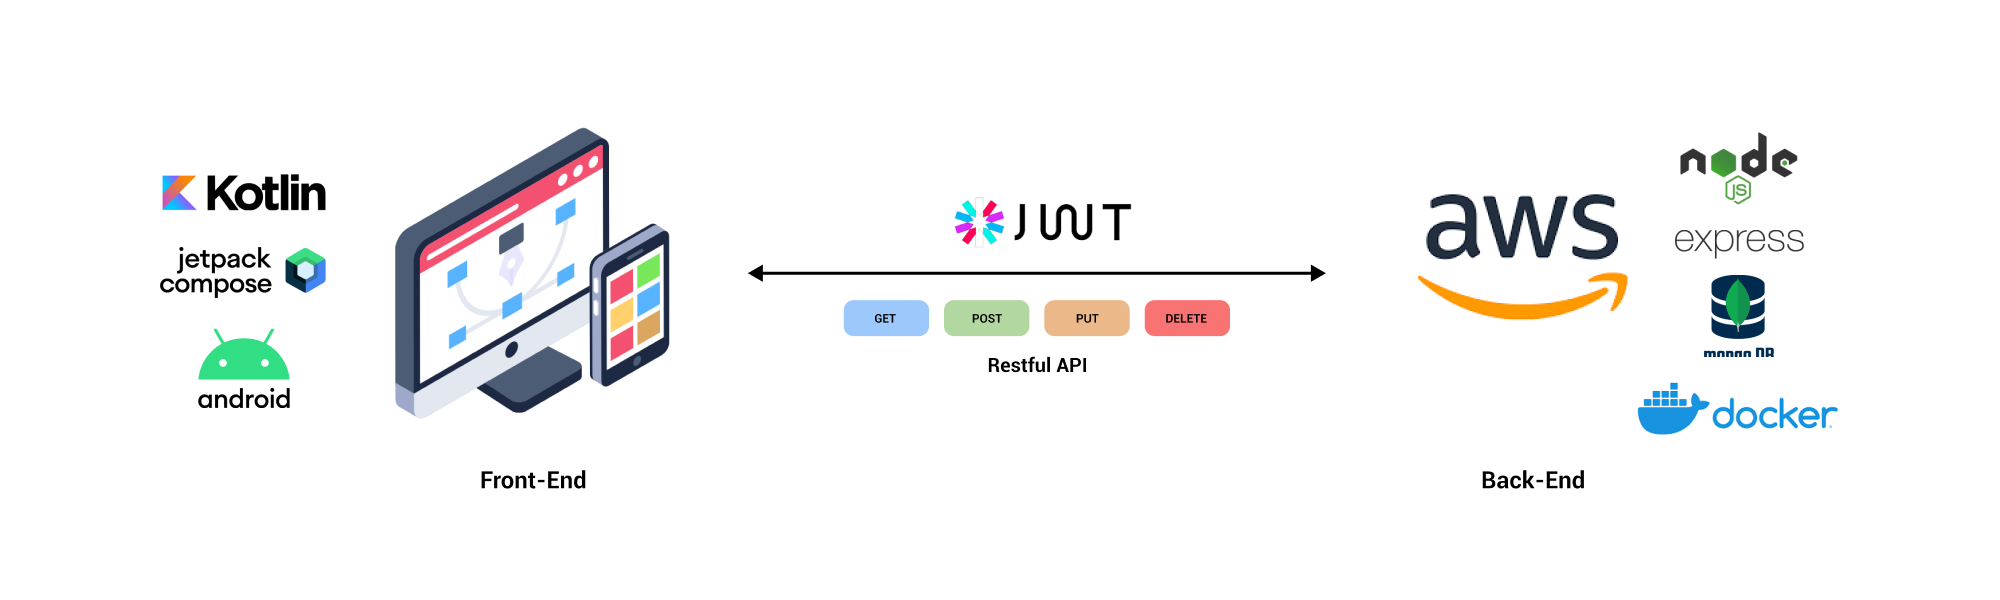 Kotlin
jetpack
compose
android
Front-End
JWT
GET POST PUT DELETE
Restful API
aws
node
JS
express
mongo DB
docker
Back-End